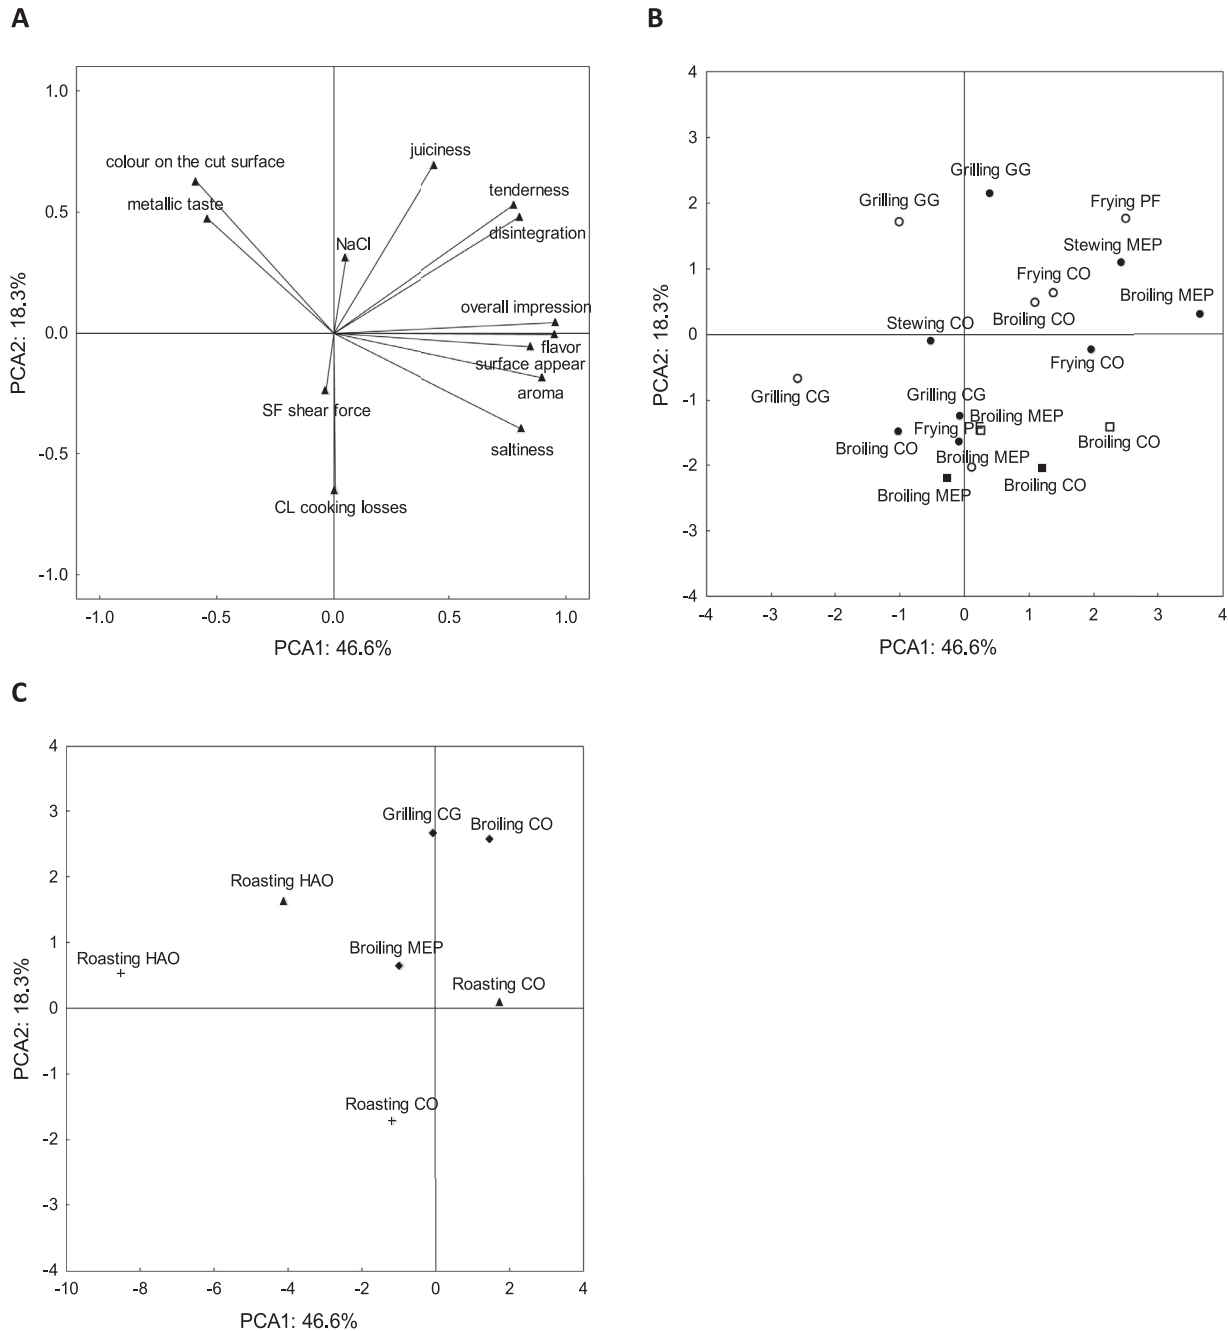 A
1.0
0.5
0.0
-0.5
-1.0
PCA2: 18.3%
colour on the cut surface
metallic taste
juiciness
tenderness
disintegration
NaCl
overall impression
flavor
surface appear
aroma
SF shear force
saltiness
CL cooking losses
-1.0
-0.5
0.0
0.5
1.0
PCA1: 46.6%
B
4
3
2
1
0
-1
-2
-3
-4
PCA2: 18.3%
Grilling GG
Grilling GG
Frying PF
Stewing MEP
Frying CO
Broiling MEP
Broiling CO
Stewing CO
Frying CO
Grilling CG
Grilling CG
Broiling MEP
Frying PF
Broiling CO
Broiling CO
Broiling MEP
Broiling MEP
Broiling CO
-4
-3
-2
-1
0
1
2
3
4
PCA1: 46.6%
C
4
3
2
1
0
-1
-2
-3
-4
PCA2: 18.3%
Grilling CG
Broiling CO
Roasting HAO
Broiling MEP
Roasting HAO
Roasting CO
Roasting CO
-10
-8
-6
-4
-2
0
2
4
PCA1: 46.6%